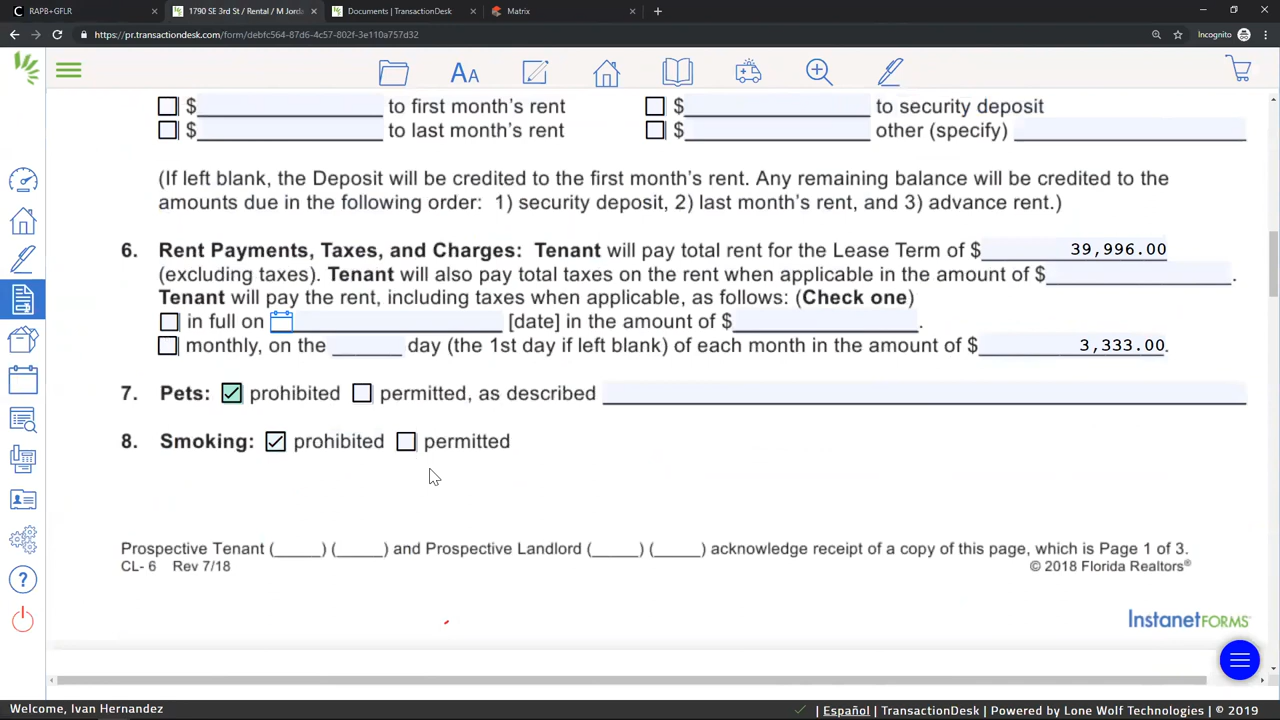 RAPB+GFLR
1790 SE 3rd St / Rental / M Jorda
Documents | TransactionDesk
Matrix
https://pr.transactiondesk.com/form/debfc564-87d6-4c57-802f-3e110a757d32
Incognito
$ to first month's rent
$ to security deposit
$ to last month's rent
$ other (specify)
(If left blank, the Deposit will be credited to the first month's rent. Any remaining balance will be credited to the
amounts due in the following order: 1) security deposit, 2) last month's rent, and 3) advance rent.)
6. Rent Payments, Taxes, and Charges: Tenant will pay total rent for the Lease Term of $ 39,996.00
(excluding taxes). Tenant will also pay total taxes on the rent when applicable in the amount of $ .
Tenant will pay the rent, including taxes when applicable, as follows: (Check one)
in full on [date] in the amount of $ .
monthly, on the ______ day (the 1st day if left blank) of each month in the amount of $ 3,333.00.
7. Pets: prohibited permitted, as described
8. Smoking: prohibited permitted
Prospective Tenant (_____) (_____) and Prospective Landlord (_____) (_____) acknowledge receipt of a copy of this page, which is Page 1 of 3.
CL- 6 Rev 7/18
© 2018 Florida Realtors®
InstanetFORMS
Welcome, Ivan Hernandez
| Español | TransactionDesk | Powered by Lone Wolf Technologies | © 2019